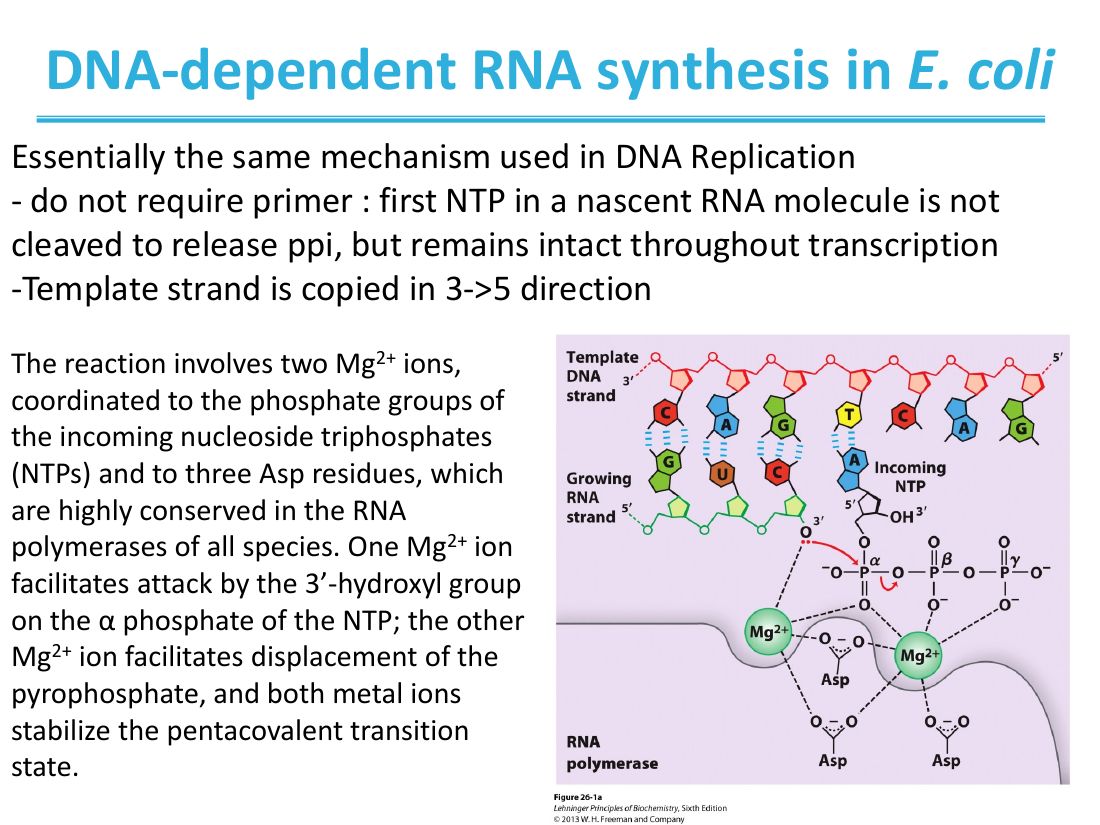 DNA-dependent RNA synthesis in E. coli
Essentially the same mechanism used in DNA Replication
- do not require primer : first NTP in a nascent RNA molecule is not
cleaved to release ppi, but remains intact throughout transcription
-Template strand is copied in 3->5 direction
The reaction involves two Mg²⁺ ions,
coordinated to the phosphate groups of
the incoming nucleoside triphosphates
(NTPs) and to three Asp residues, which
are highly conserved in the RNA
polymerases of all species. One Mg²⁺ ion
facilitates attack by the 3’-hydroxyl group
on the α phosphate of the NTP; the other
Mg²⁺ ion facilitates displacement of the
pyrophosphate, and both metal ions
stabilize the pentacovalent transition
state.
Template
DNA
strand
3′
5′
C A G T C A G
G U C A
Growing
RNA
strand
5′
3′
Incoming
NTP
5′
OH 3′
O
O O O
α β γ
⁻O—P—O—P—O—P—O⁻
O O⁻ O⁻
Mg²⁺
Mg²⁺
O – O
Asp
O – O
O – O
Asp
Asp
RNA
polymerase
Figure 26-1a
Lehninger Principles of Biochemistry, Sixth Edition
© 2013 W. H. Freeman and Company